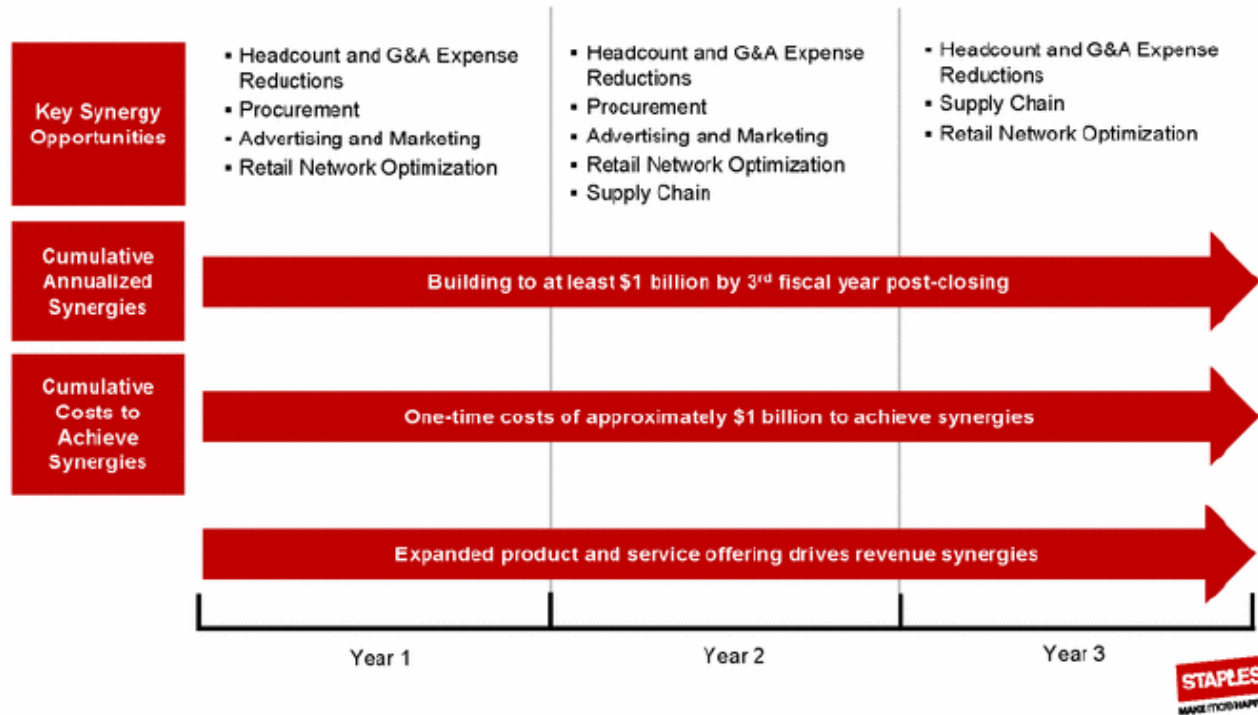 Key Synergy
Opportunities
▪ Headcount and G&A Expense
Reductions
▪ Procurement
▪ Advertising and Marketing
▪ Retail Network Optimization
▪ Headcount and G&A Expense
Reductions
▪ Procurement
▪ Advertising and Marketing
▪ Retail Network Optimization
▪ Supply Chain
▪ Headcount and G&A Expense
Reductions
▪ Supply Chain
▪ Retail Network Optimization
Cumulative
Annualized
Synergies
Building to at least $1 billion by 3rd fiscal year post-closing
Cumulative
Costs to
Achieve
Synergies
One-time costs of approximately $1 billion to achieve synergies
Expanded product and service offering drives revenue synergies
Year 1
Year 2
Year 3
STAPLES
MAKE more